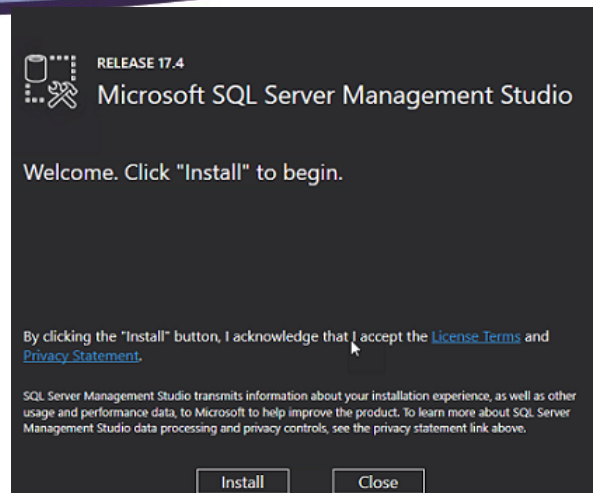 RELEASE 17.4
Microsoft SQL Server Management Studio
Welcome. Click "Install" to begin.
By clicking the "Install" button, I acknowledge that I accept the License Terms and
Privacy Statement.
SQL Server Management Studio transmits information about your installation experience, as well as other
usage and performance data, to Microsoft to help improve the product. To learn more about SQL Server
Management Studio data processing and privacy controls, see the privacy statement link above.
Install Close